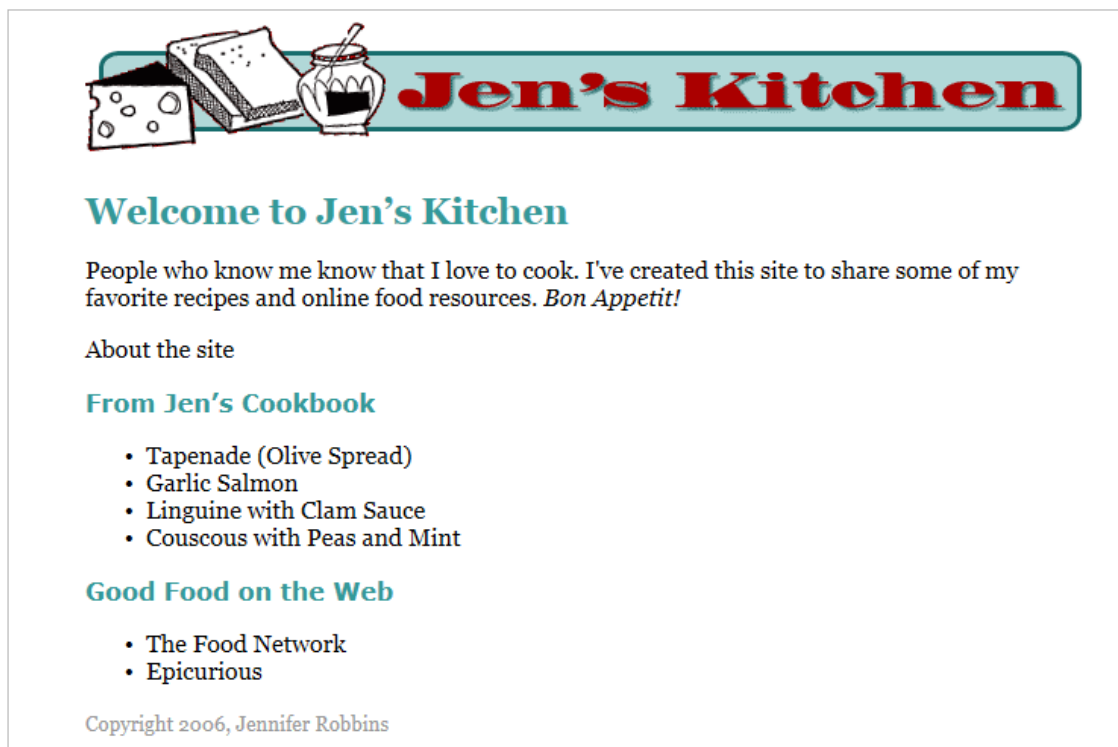 Jen's Kitchen
Welcome to Jen’s Kitchen
People who know me know that I love to cook. I've created this site to share some of my
favorite recipes and online food resources. Bon Appetit!
About the site
From Jen’s Cookbook
• Tapenade (Olive Spread)
• Garlic Salmon
• Linguine with Clam Sauce
• Couscous with Peas and Mint
Good Food on the Web
• The Food Network
• Epicurious
Copyright 2006, Jennifer Robbins